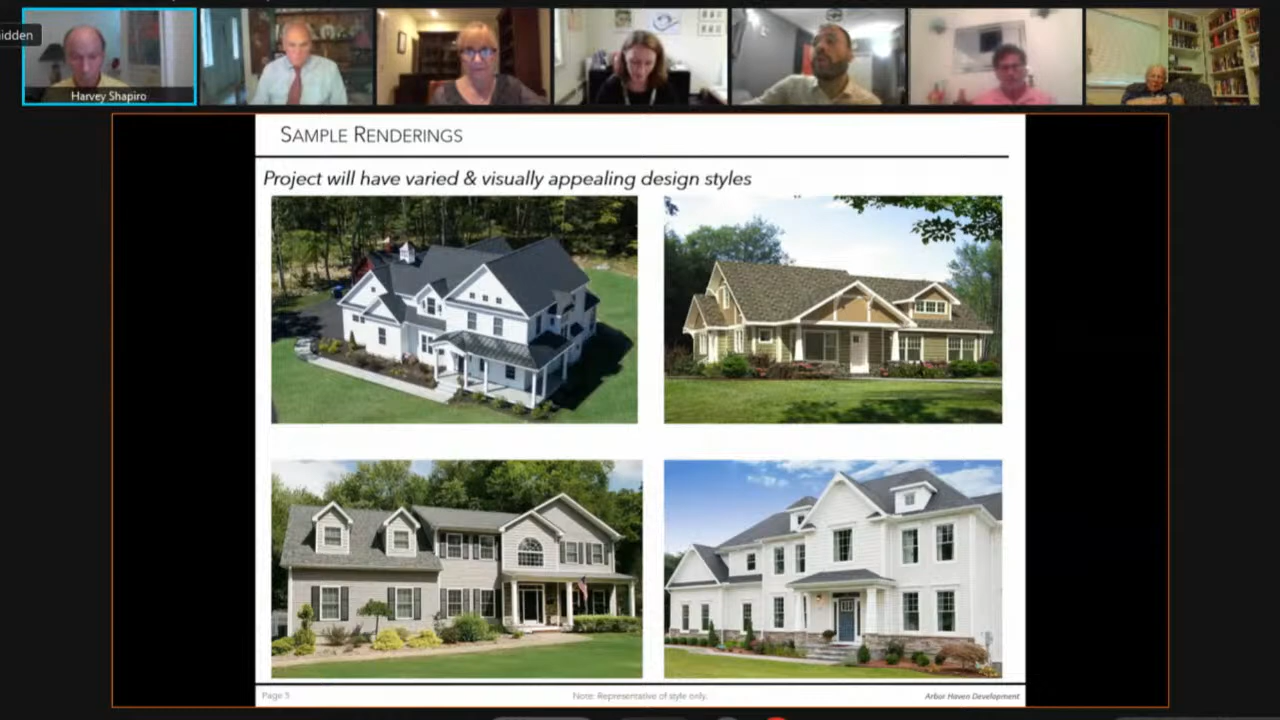 idden
Harvey Shapiro
SAMPLE RENDERINGS
Project will have varied & visually appealing design styles
Page 5
Note: Representative of style only.
Arbor Haven Development